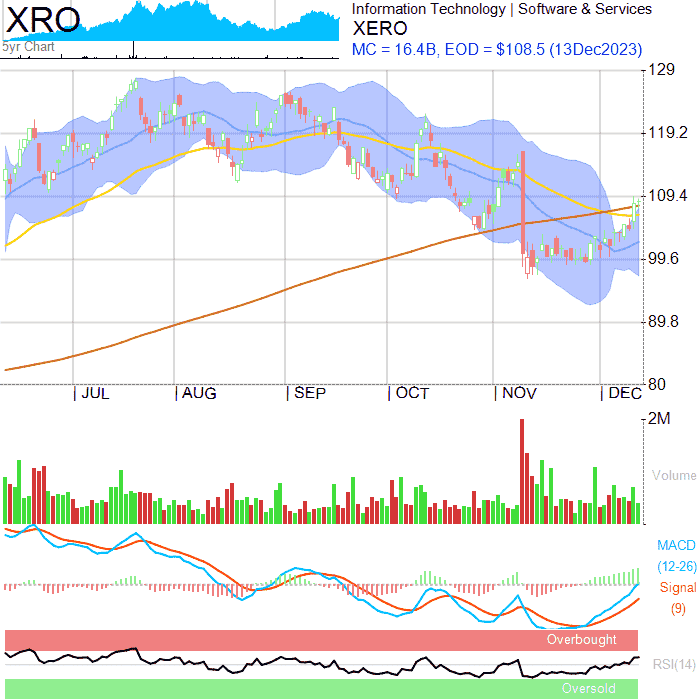 XRO
5yr Chart
Information Technology | Software & Services
XERO
MC = 16.4B, EOD = $108.5 (13Dec2023)
129
119.2
109.4
99.6
89.8
80
JUL
AUG
SEP
OCT
NOV
DEC
2M
Volume
MACD
(12-26)
Signal
(9)
Overbought
RSI(14)
Oversold